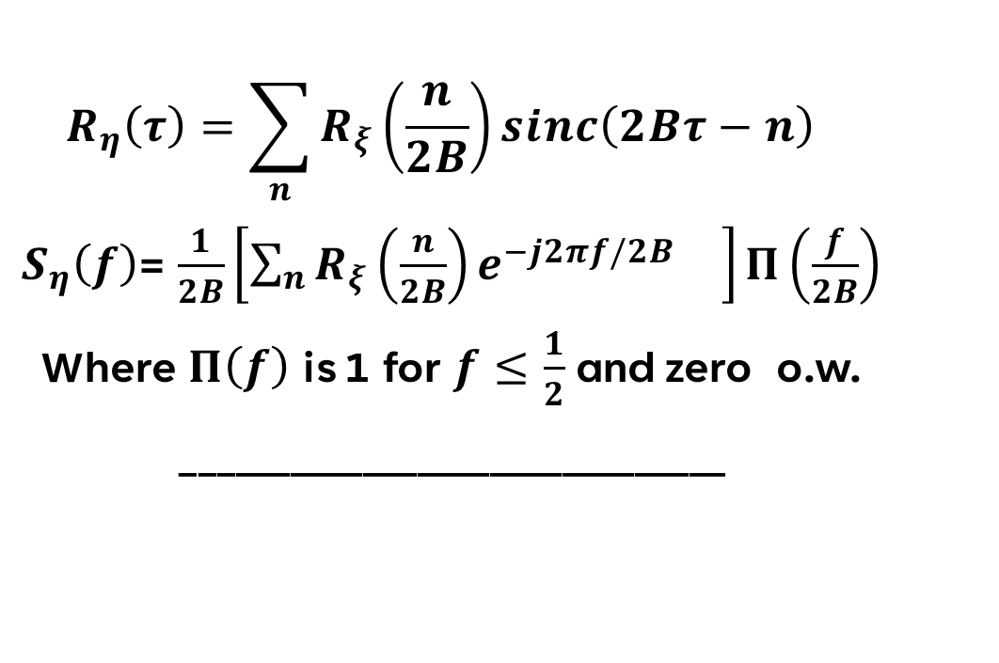 R_η(τ) = ∑_n R_ξ(n/2B) sinc(2Bτ − n)
S_η(f)= 1/2B [∑_n R_ξ(n/2B) e^{−j2πf/2B} ] Π(f/2B)
Where Π(f) is 1 for f ≤ 1/2 and zero o.w.